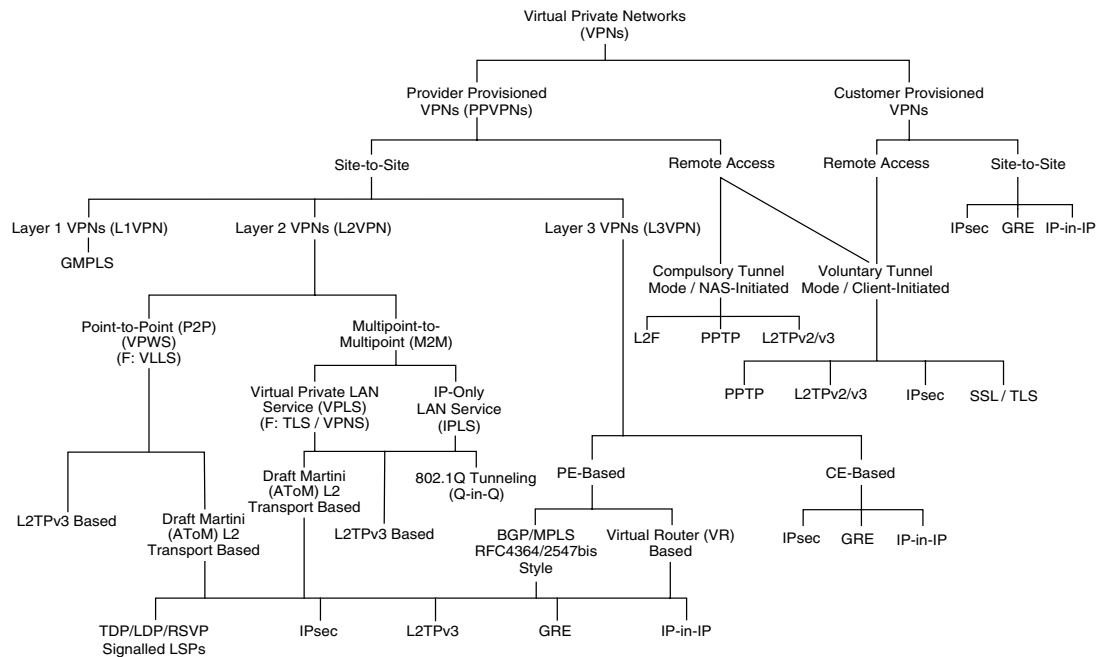 Virtual Private Networks
(VPNs)
Provider Provisioned
VPNs (PPVPNs)
Customer Provisioned
VPNs
Site-to-Site
Remote Access
Remote Access
Site-to-Site
Layer 1 VPNs (L1VPN)
Layer 2 VPNs (L2VPN)
Layer 3 VPNs (L3VPN)
IPsec
GRE
IP-in-IP
GMPLS
Compulsory Tunnel
Mode / NAS-Initiated
Voluntary Tunnel
Mode / Client-Initiated
Point-to-Point (P2P)
(VPWS)
(F: VLLS)
Multipoint-to-
Multipoint (M2M)
L2F
PPTP
L2TPv2/v3
Virtual Private LAN
Service (VPLS)
(F: TLS / VPNS)
IP-Only
LAN Service
(IPLS)
PPTP
L2TPv2/v3
IPsec
SSL / TLS
Draft Martini
(AToM) L2
Transport Based
802.1Q Tunneling
(Q-in-Q)
PE-Based
CE-Based
L2TPv3 Based
Draft Martini
(AToM) L2
Transport Based
L2TPv3 Based
BGP/MPLS
RFC4364/2547bis
Style
Virtual Router (VR)
Based
IPsec
GRE
IP-in-IP
TDP/LDP/RSVP
Signalled LSPs
IPsec
L2TPv3
GRE
IP-in-IP